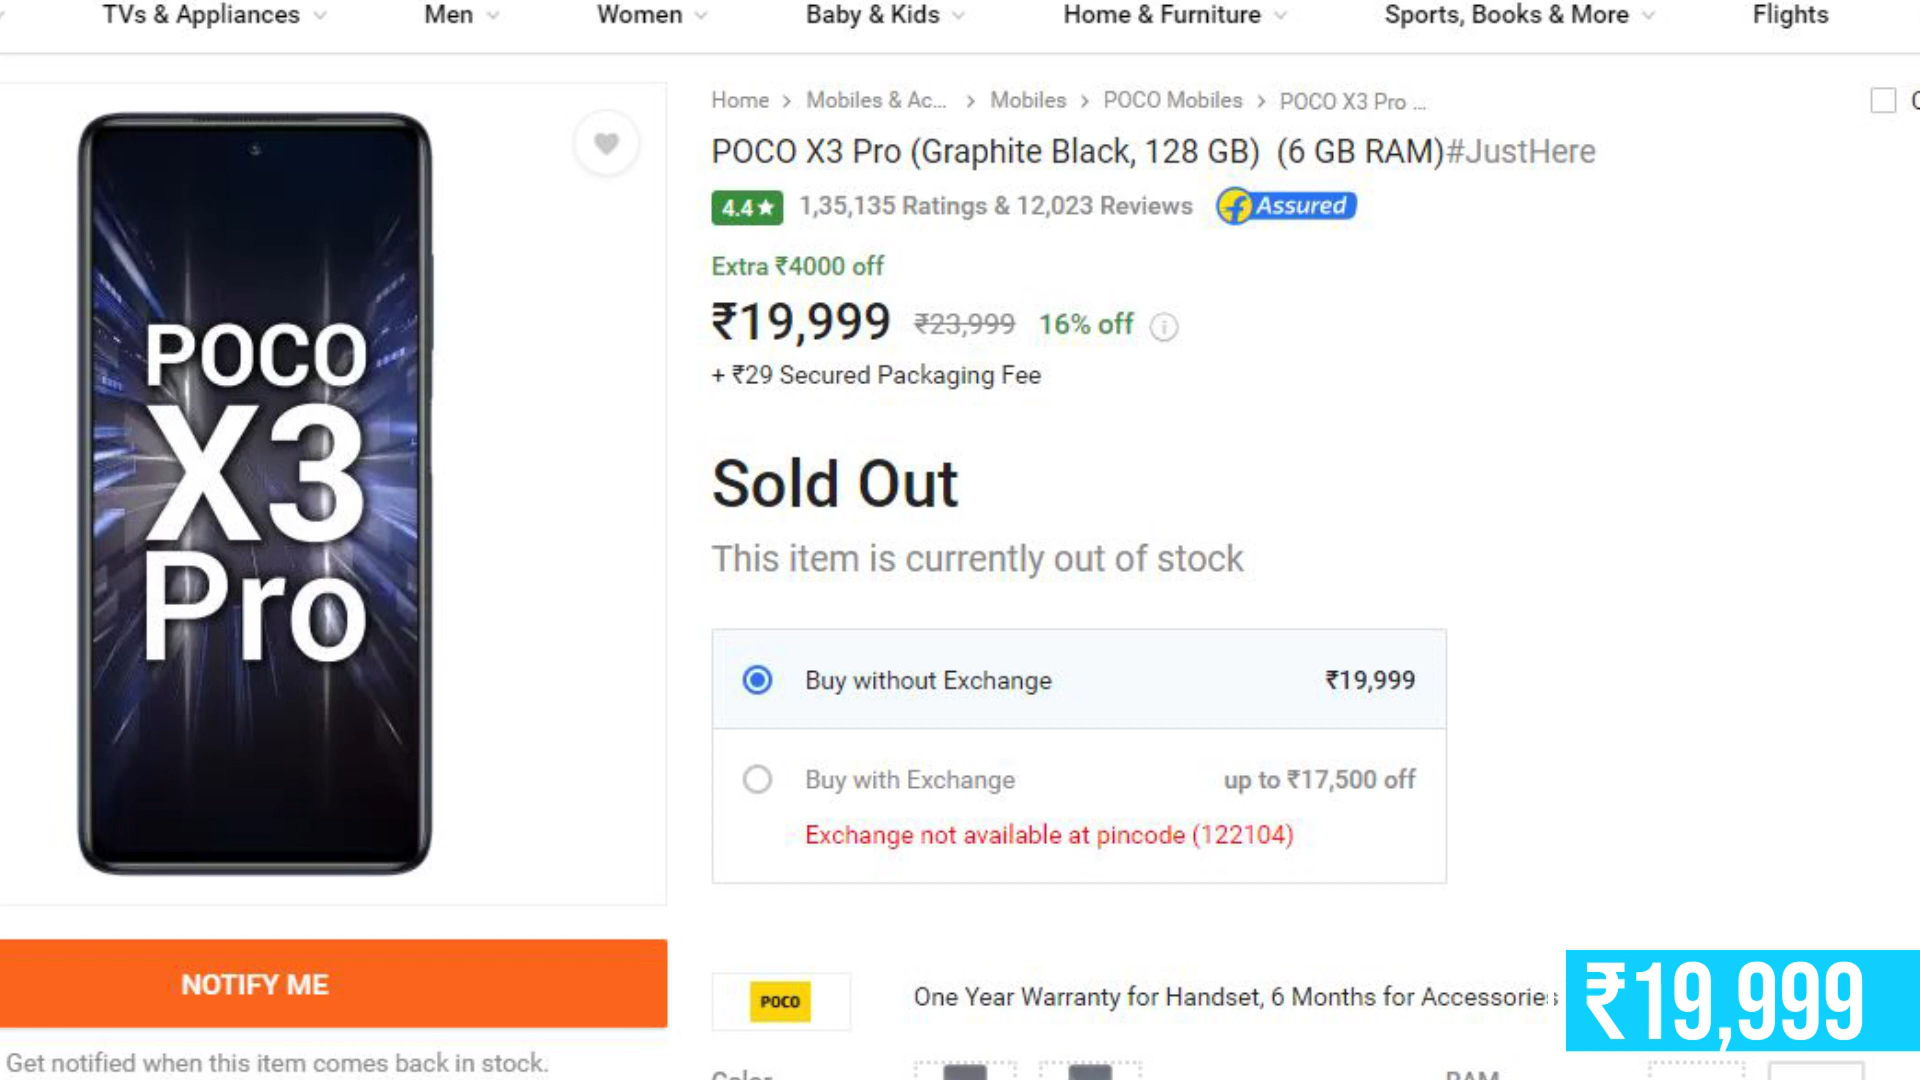 TVs & Appliances Men Women Baby & Kids Home & Furniture Sports, Books & More Flights
Home > Mobiles & Ac... > Mobiles > POCO Mobiles > POCO X3 Pro ...
POCO X3 Pro (Graphite Black, 128 GB) (6 GB RAM)#JustHere
4.4★ 1,35,135 Ratings & 12,023 Reviews Assured
Extra ₹4000 off
₹19,999 ₹23,999 16% off
+ ₹29 Secured Packaging Fee
Sold Out
This item is currently out of stock
Buy without Exchange ₹19,999
Buy with Exchange up to ₹17,500 off
Exchange not available at pincode (122104)
POCO
X3
Pro
NOTIFY ME
Get notified when this item comes back in stock.
POCO
One Year Warranty for Handset, 6 Months for Accessories
₹19,999
Color RAM